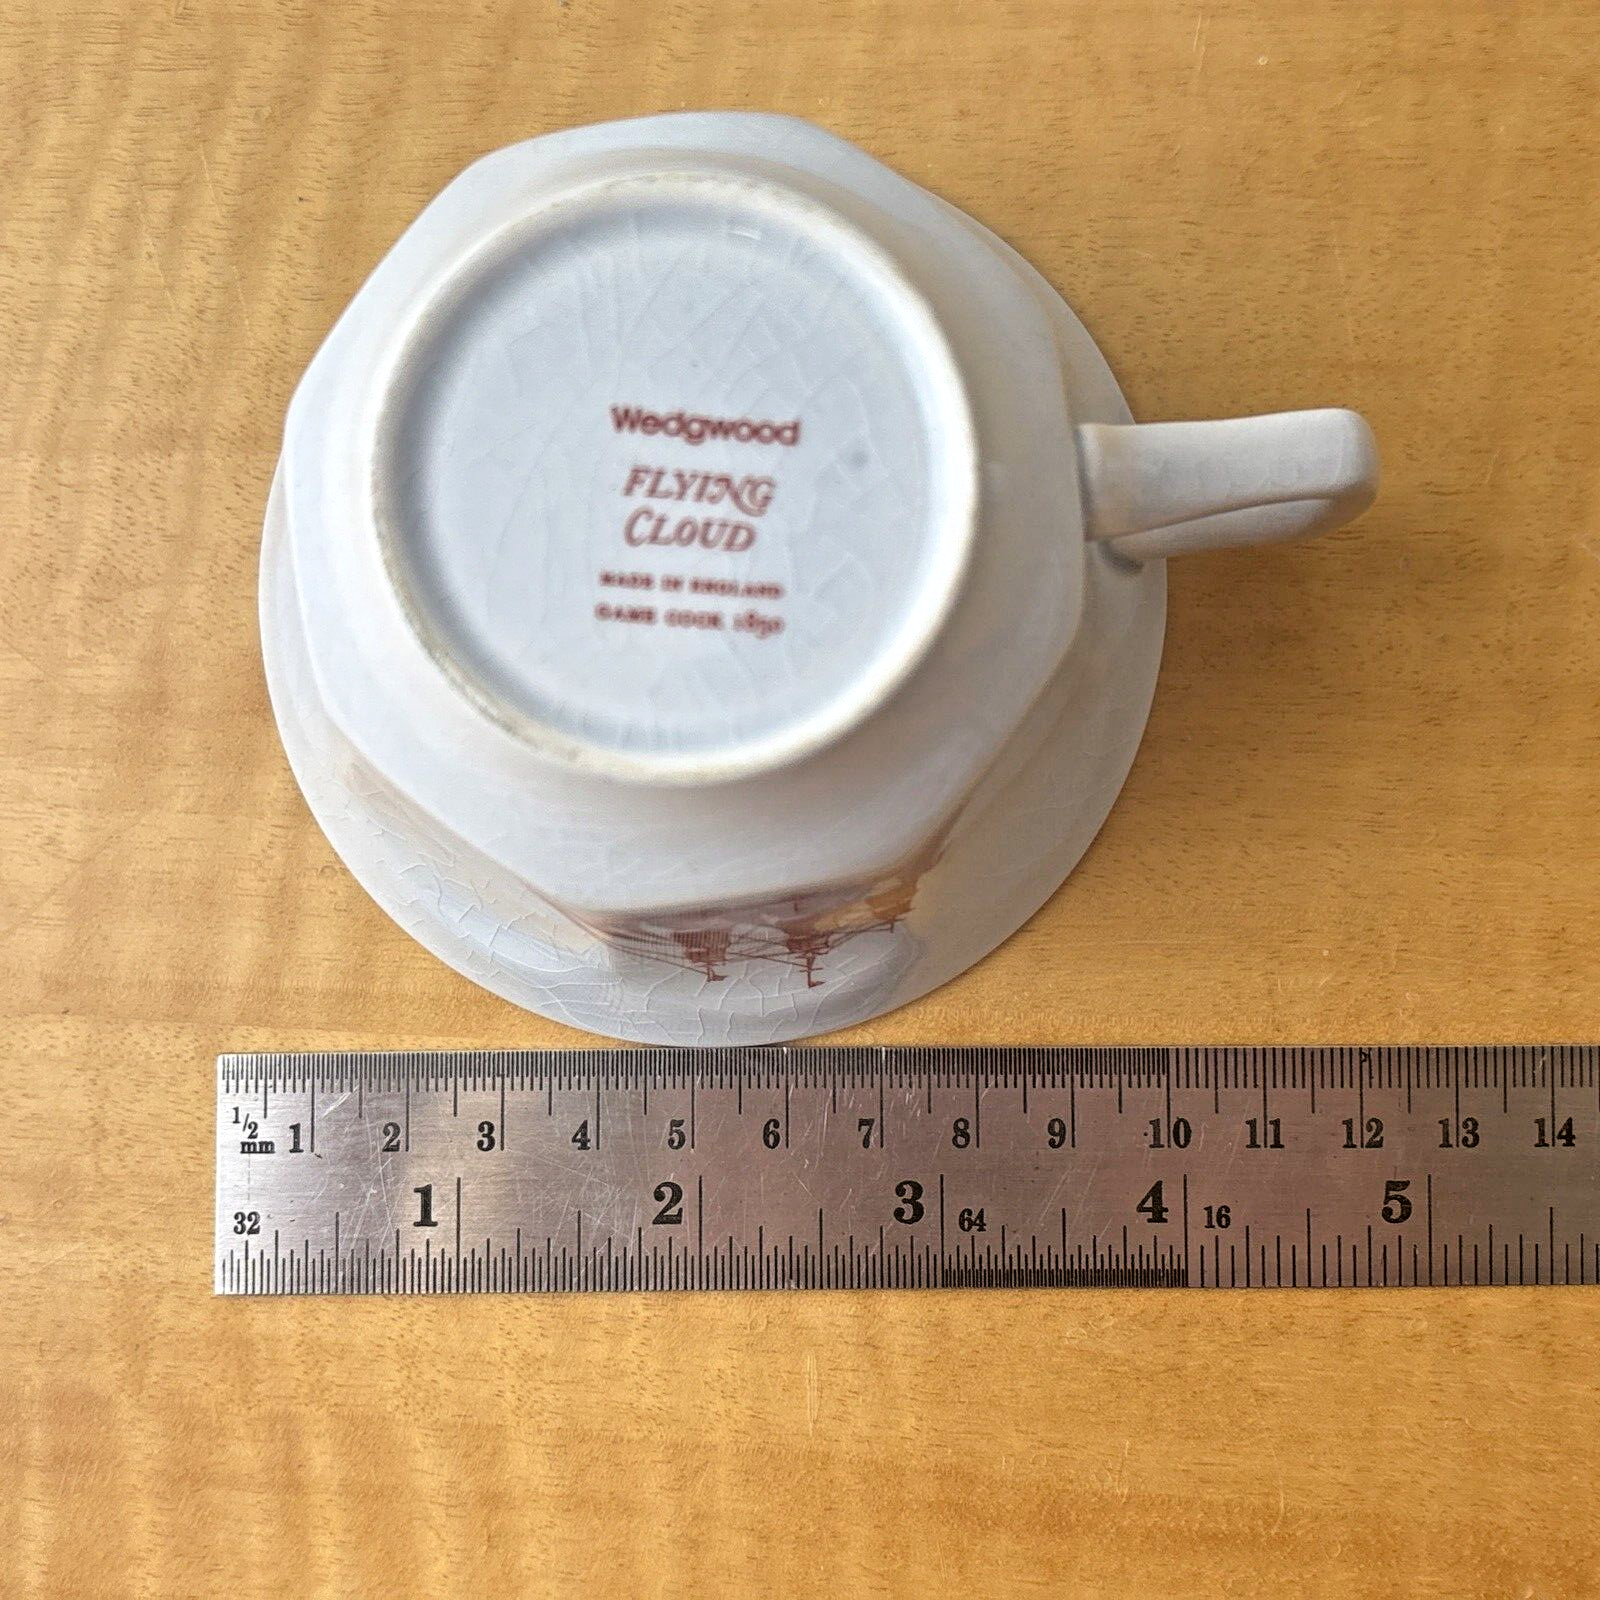 Wedgwood
FLYING
CLOUD
MADE IN ENGLAND
GAME COCK 1850
1/2
mm 1 2 3 4 5 6 7 8 9 10 11 12 13 14
1 2 3 4 5
32 64 16